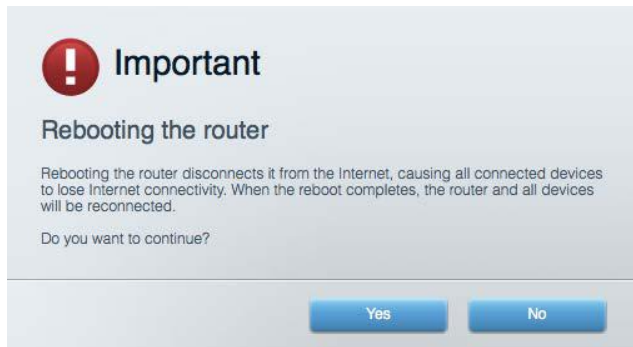 Important
Rebooting the router
Rebooting the router disconnects it from the Internet, causing all connected devices
to lose Internet connectivity. When the reboot completes, the router and all devices
will be reconnected.
Do you want to continue?
Yes No